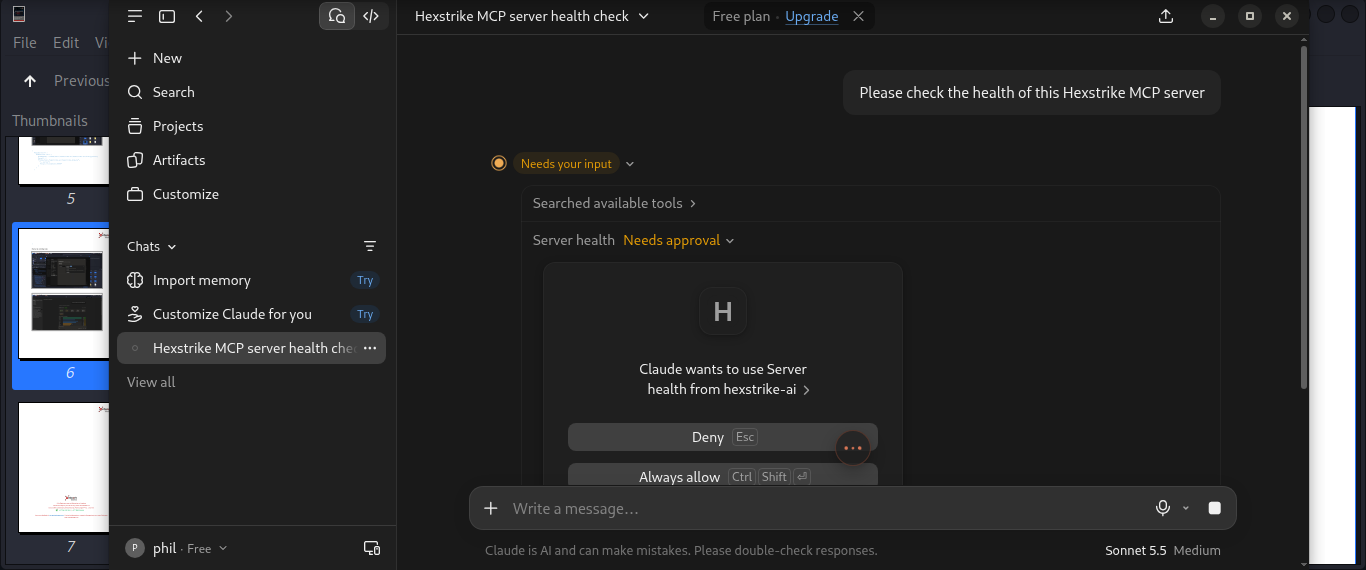 File Edit Vi
Previous
Thumbnails
5
6
7
New
Search
Projects
Artifacts
Customize
Chats
Import memory Try
Customize Claude for you Try
Hexstrike MCP server health che
View all
P phil · Free
Hexstrike MCP server health check
Free plan · Upgrade
Please check the health of this Hexstrike MCP server
Needs your input
Searched available tools
Server health Needs approval
H
Claude wants to use Server
health from hexstrike-ai
Deny Esc
Always allow Ctrl Shift
Write a message…
Claude is AI and can make mistakes. Please double-check responses.
Sonnet 5.5 Medium